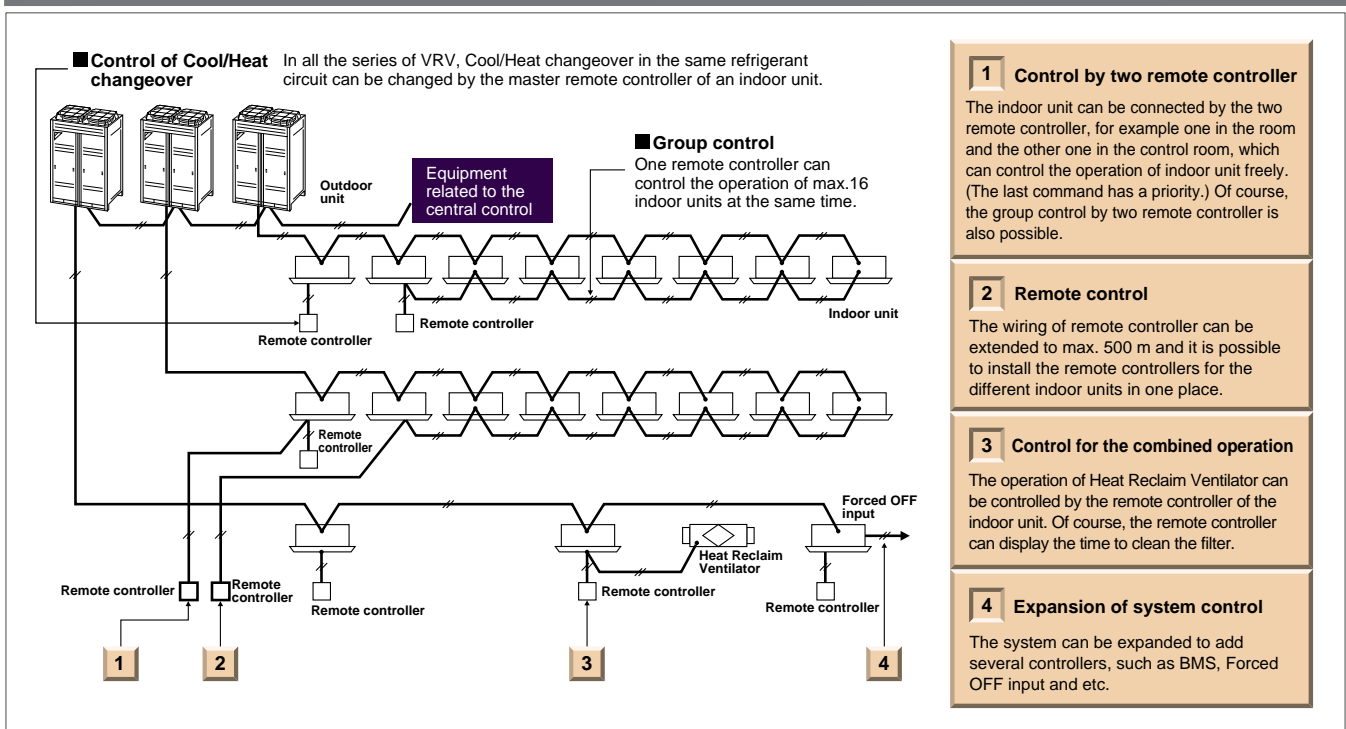 ■Control of Cool/Heat
changeover
In all the series of VRV, Cool/Heat changeover in the same refrigerant
circuit can be changed by the master remote controller of an indoor unit.
■Group control
One remote controller can
control the operation of max.16
indoor units at the same time.
Equipment
related to the
central control
Outdoor
unit
Indoor unit
Remote controller
Remote controller
Remote
controller
Forced OFF
input
Heat Reclaim
Ventilator
Remote controller
Remote
controller
Remote controller
Remote controller
Remote controller
1
2
3
4
1 Control by two remote controller
The indoor unit can be connected by the two
remote controller, for example one in the room
and the other one in the control room, which
can control the operation of indoor unit freely.
(The last command has a priority.) Of course,
the group control by two remote controller is
also possible.
2 Remote control
The wiring of remote controller can be
extended to max. 500 m and it is possible
to install the remote controllers for the
different indoor units in one place.
3 Control for the combined operation
The operation of Heat Reclaim Ventilator can
be controlled by the remote controller of the
indoor unit. Of course, the remote controller
can display the time to clean the filter.
4 Expansion of system control
The system can be expanded to add
several controllers, such as BMS, Forced
OFF input and etc.